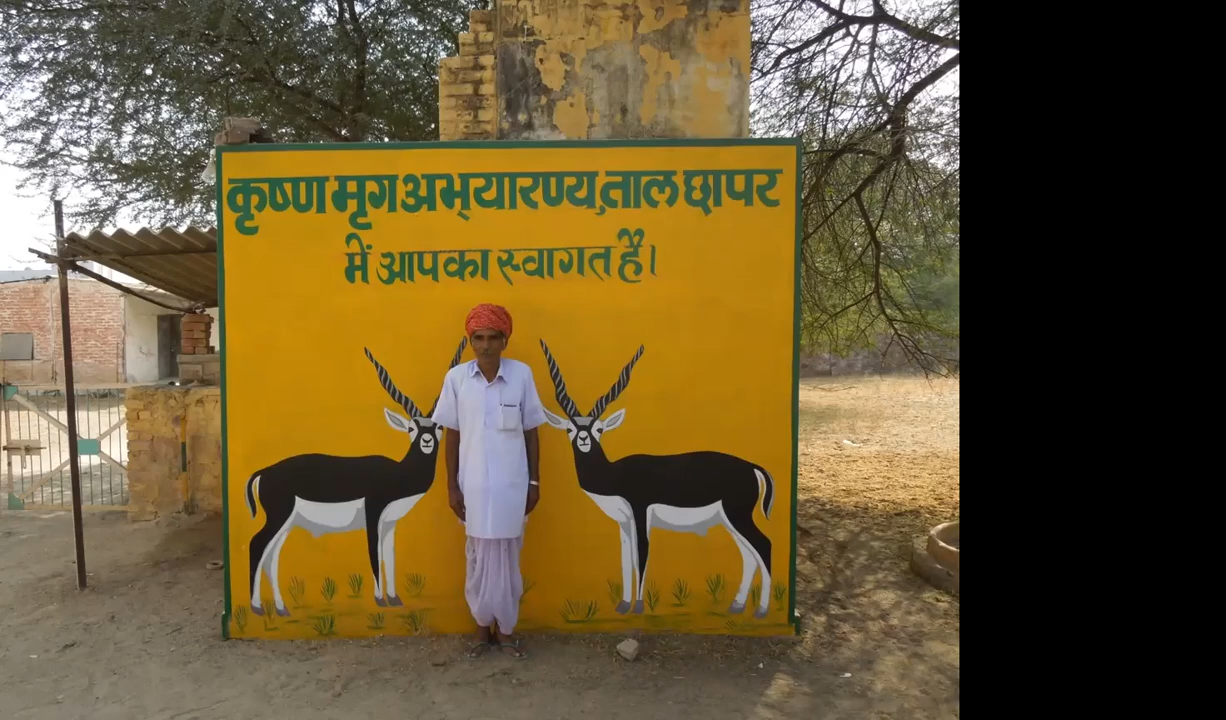 कृष्ण मृग अभ्यारण्य,ताल छापर
में आपका स्वागत है।